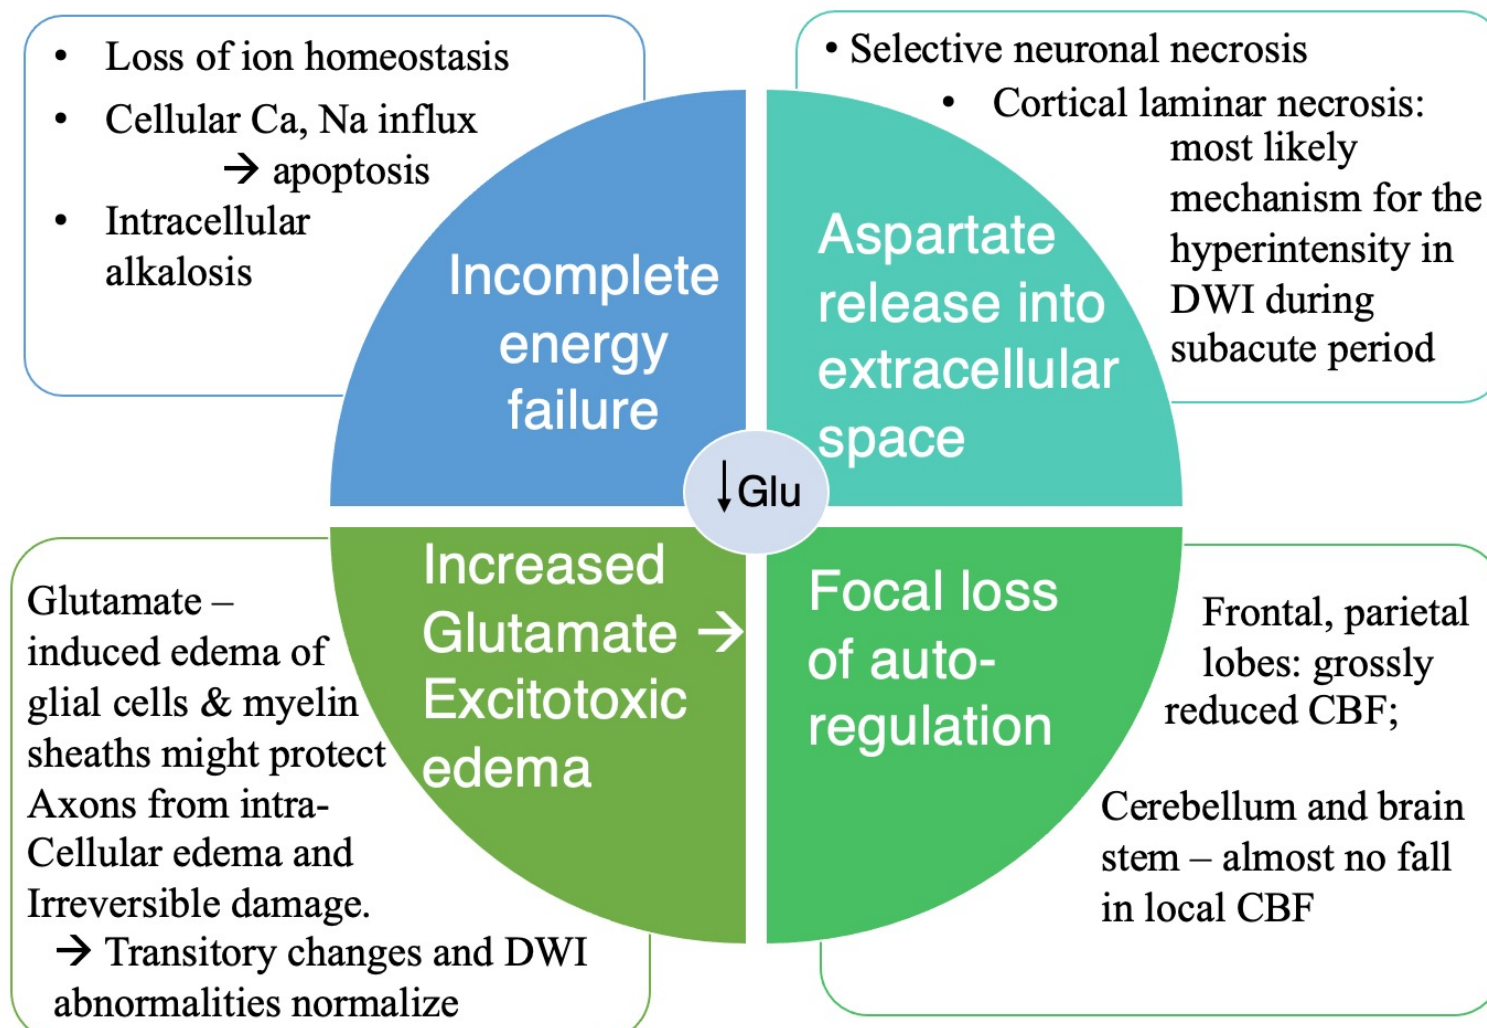 • Loss of ion homeostasis
• Cellular Ca, Na influx
→ apoptosis
• Intracellular
alkalosis
Incomplete
energy
failure
• Selective neuronal necrosis
• Cortical laminar necrosis:
most likely
mechanism for the
hyperintensity in
DWI during
subacute period
Aspartate
release into
extracellular
space
↓Glu
Glutamate –
induced edema of
glial cells & myelin
sheaths might protect
Axons from intra-
Cellular edema and
Irreversible damage.
→ Transitory changes and DWI
abnormalities normalize
Increased
Glutamate →
Excitotoxic
edema
Focal loss
of auto-
regulation
Frontal, parietal
lobes: grossly
reduced CBF;
Cerebellum and brain
stem – almost no fall
in local CBF